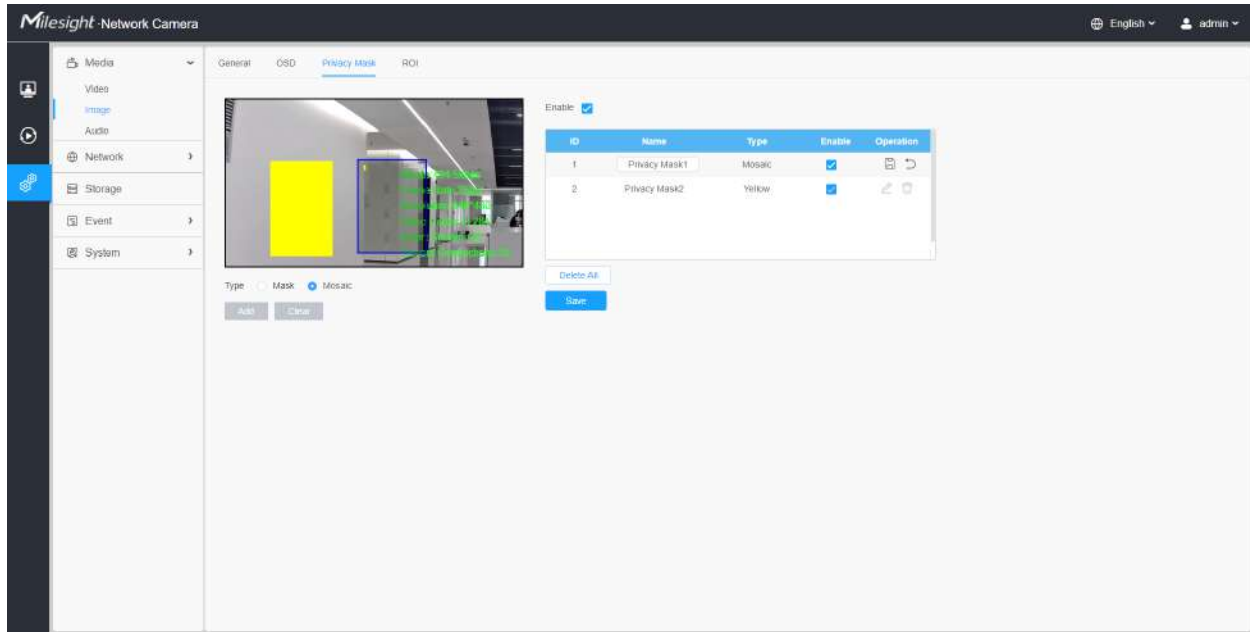 Milesight · Network Camera
English
admin
Media
Video
Image
Audio
Network
Storage
Event
System
General OSD Privacy Mask ROI
1
Type Mask Mosaic
Add Clear
Enable
ID Name Type Enable Operation
1 Privacy Mask1 Mosaic
2 Privacy Mask2 Yellow
Delete All
Save